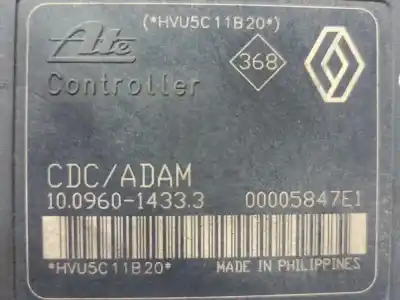 (*HVU5C11B20*)
Ate
368
Controller
CDC/ADAM
10.0960-1433.3 00005847E1
*HVU5C11B20* MADE IN PHILIPPINES